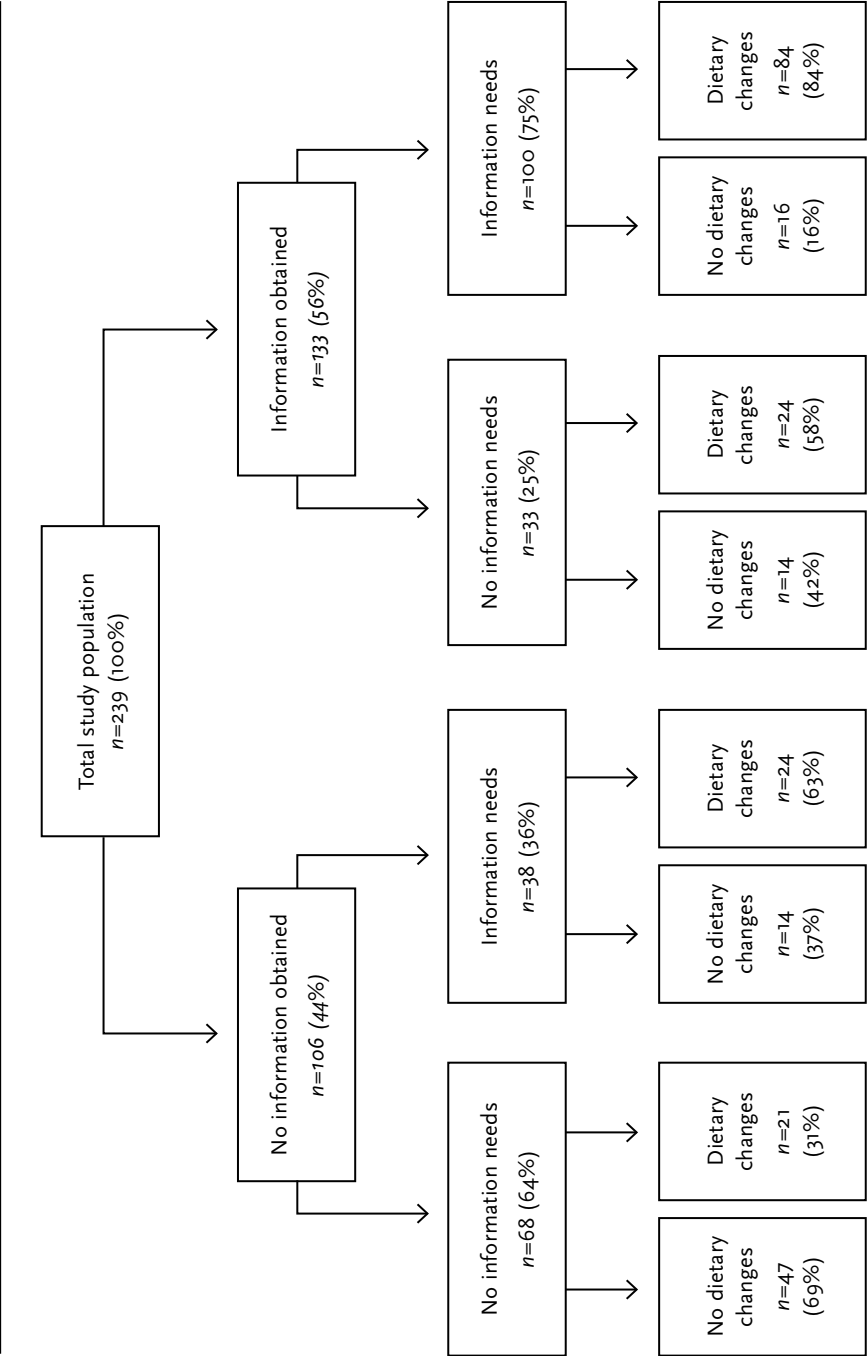 Total study population
n=239 (100%)
No information obtained
n=106 (44%)
Information obtained
n=133 (56%)
No information needs
n=68 (64%)
Information needs
n=38 (36%)
No information needs
n=33 (25%)
Information needs
n=100 (75%)
No dietary
changes
n=47
(69%)
Dietary
changes
n=21
(31%)
No dietary
changes
n=14
(37%)
Dietary
changes
n=24
(63%)
No dietary
changes
n=14
(42%)
Dietary
changes
n=24
(58%)
No dietary
changes
n=16
(16%)
Dietary
changes
n=84
(84%)